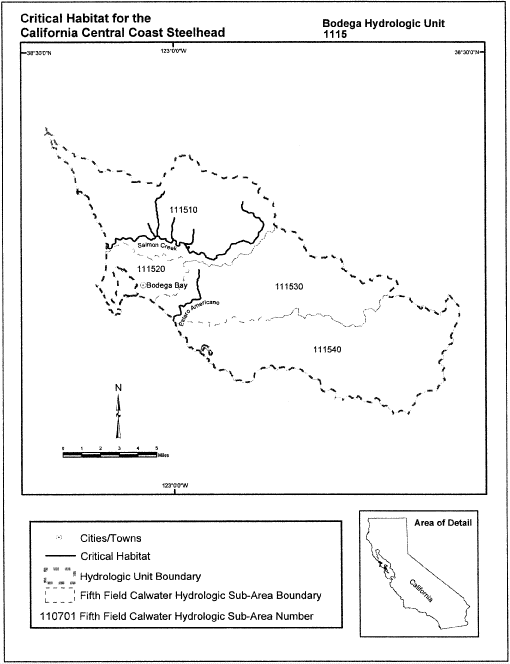 Critical Habitat for the
California Central Coast Steelhead
Bodega Hydrologic Unit
1115
38°30'0"N
123°0'0"W
38°30'0"N
111510
Salmon Creek
111520
Bodega Bay
111530
Estero Americano
111540
N
0 1 2 3 4 5
Miles
123°0'0"W
Cities/Towns
Critical Habitat
Hydrologic Unit Boundary
Fifth Field Calwater Hydrologic Sub-Area Boundary
110701 Fifth Field Calwater Hydrologic Sub-Area Number
Area of Detail
California